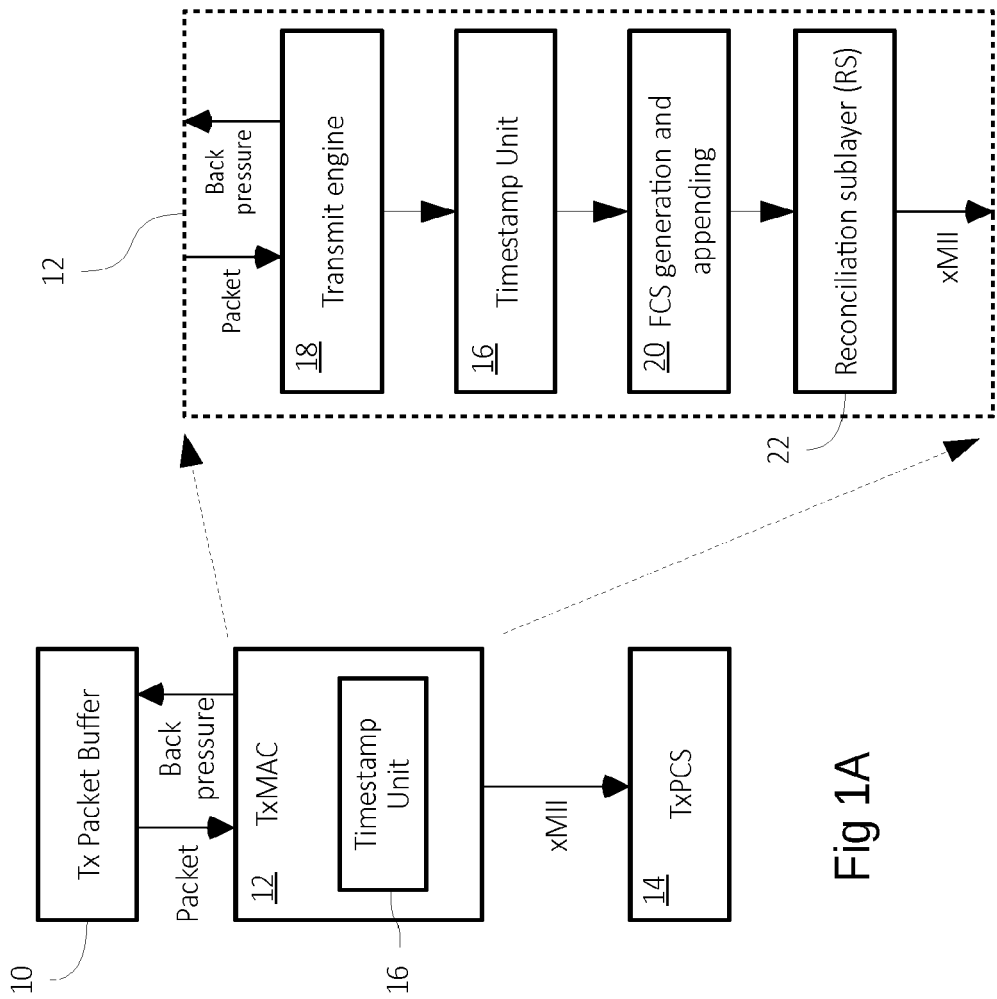 10
Tx Packet Buffer
Packet
Back
pressure
12
TxMAC
16
Timestamp
Unit
xMII
14
TxPCS
12
Packet
Back
pressure
18
Transmit engine
16
Timestamp Unit
20
FCS generation and
appending
22
Reconciliation sublayer (RS)
xMII
Fig 1A